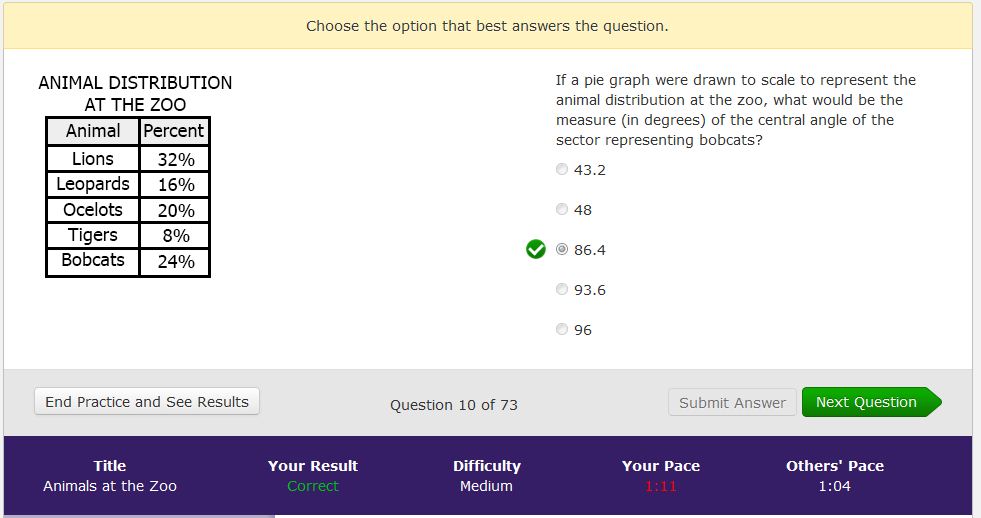 Choose the option that best answers the question.
ANIMAL DISTRIBUTION
AT THE ZOO
Animal Percent
Lions 32%
Leopards 16%
Ocelots 20%
Tigers 8%
Bobcats 24%
If a pie graph were drawn to scale to represent the
animal distribution at the zoo, what would be the
measure (in degrees) of the central angle of the
sector representing bobcats?
43.2
48
86.4
93.6
96
End Practice and See Results
Question 10 of 73
Submit Answer
Next Question
Title Your Result Difficulty Your Pace Others' Pace
Animals at the Zoo Correct Medium 1:11 1:04